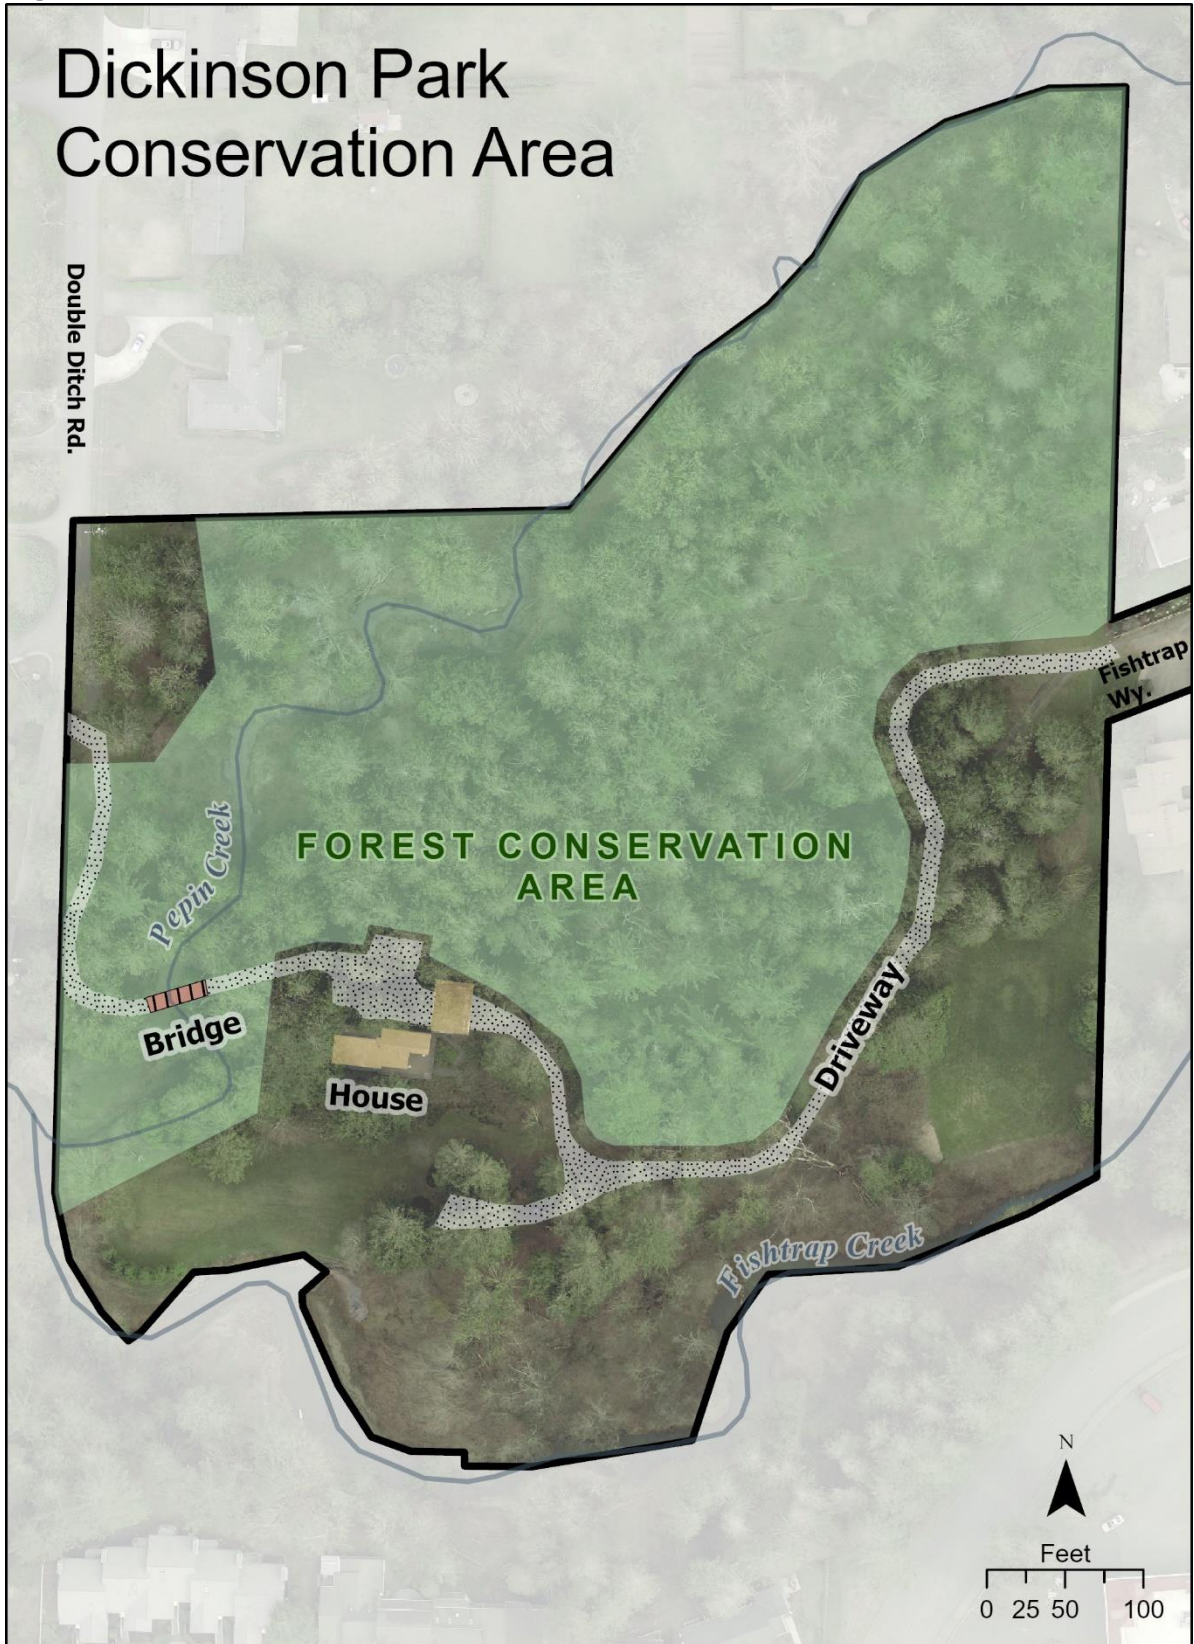 Dickinson Park
Conservation Area
Double Ditch Rd.
Fishtrap
Wy.
Pepin Creek
FOREST CONSERVATION
AREA
Bridge
House
Driveway
Fishtrap Creek
N
Feet
0 25 50 100